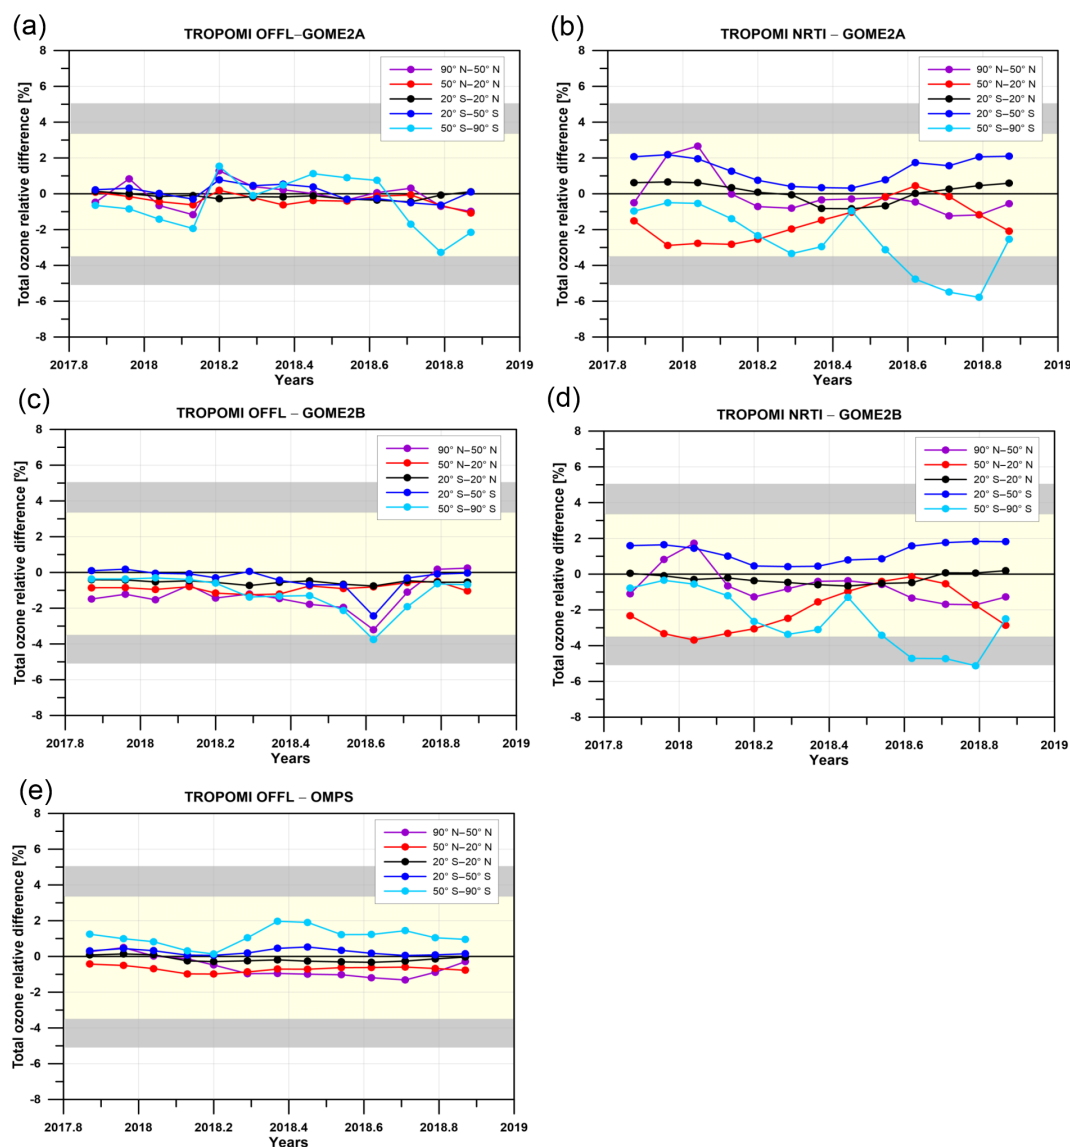 (a)
TROPOMI OFFL–GOME2A
Total ozone relative difference [%]
8
6
4
2
0
-2
-4
-6
-8
90° N–50° N
50° N–20° N
20° S–20° N
20° S–50° S
50° S–90° S
2017.8 2018 2018.2 2018.4 2018.6 2018.8 2019
Years
(b)
TROPOMI NRTI – GOME2A
Total ozone relative difference [%]
8
6
4
2
0
-2
-4
-6
-8
90° N–50° N
50° N–20° N
20° S–20° N
20° S–50° S
50° S–90° S
2017.8 2018 2018.2 2018.4 2018.6 2018.8 2019
Years
(c)
TROPOMI OFFL – GOME2B
Total ozone relative difference [%]
8
6
4
2
0
-2
-4
-6
-8
90° N–50° N
50° N–20° N
20° S–20° N
20° S–50° S
50° S–90° S
2017.8 2018 2018.2 2018.4 2018.6 2018.8 2019
Years
(d)
TROPOMI NRTI – GOME2B
Total ozone relative difference [%]
8
6
4
2
0
-2
-4
-6
-8
90° N–50° N
50° N–20° N
20° S–20° N
20° S–50° S
50° S–90° S
2017.8 2018 2018.2 2018.4 2018.6 2018.8 2019
Years
(e)
TROPOMI OFFL – OMPS
Total ozone relative difference [%]
8
6
4
2
0
-2
-4
-6
-8
90° N–50° N
50° N–20° N
20° S–20° N
20° S–50° S
50° S–90° S
2017.8 2018 2018.2 2018.4 2018.6 2018.8 2019
Years